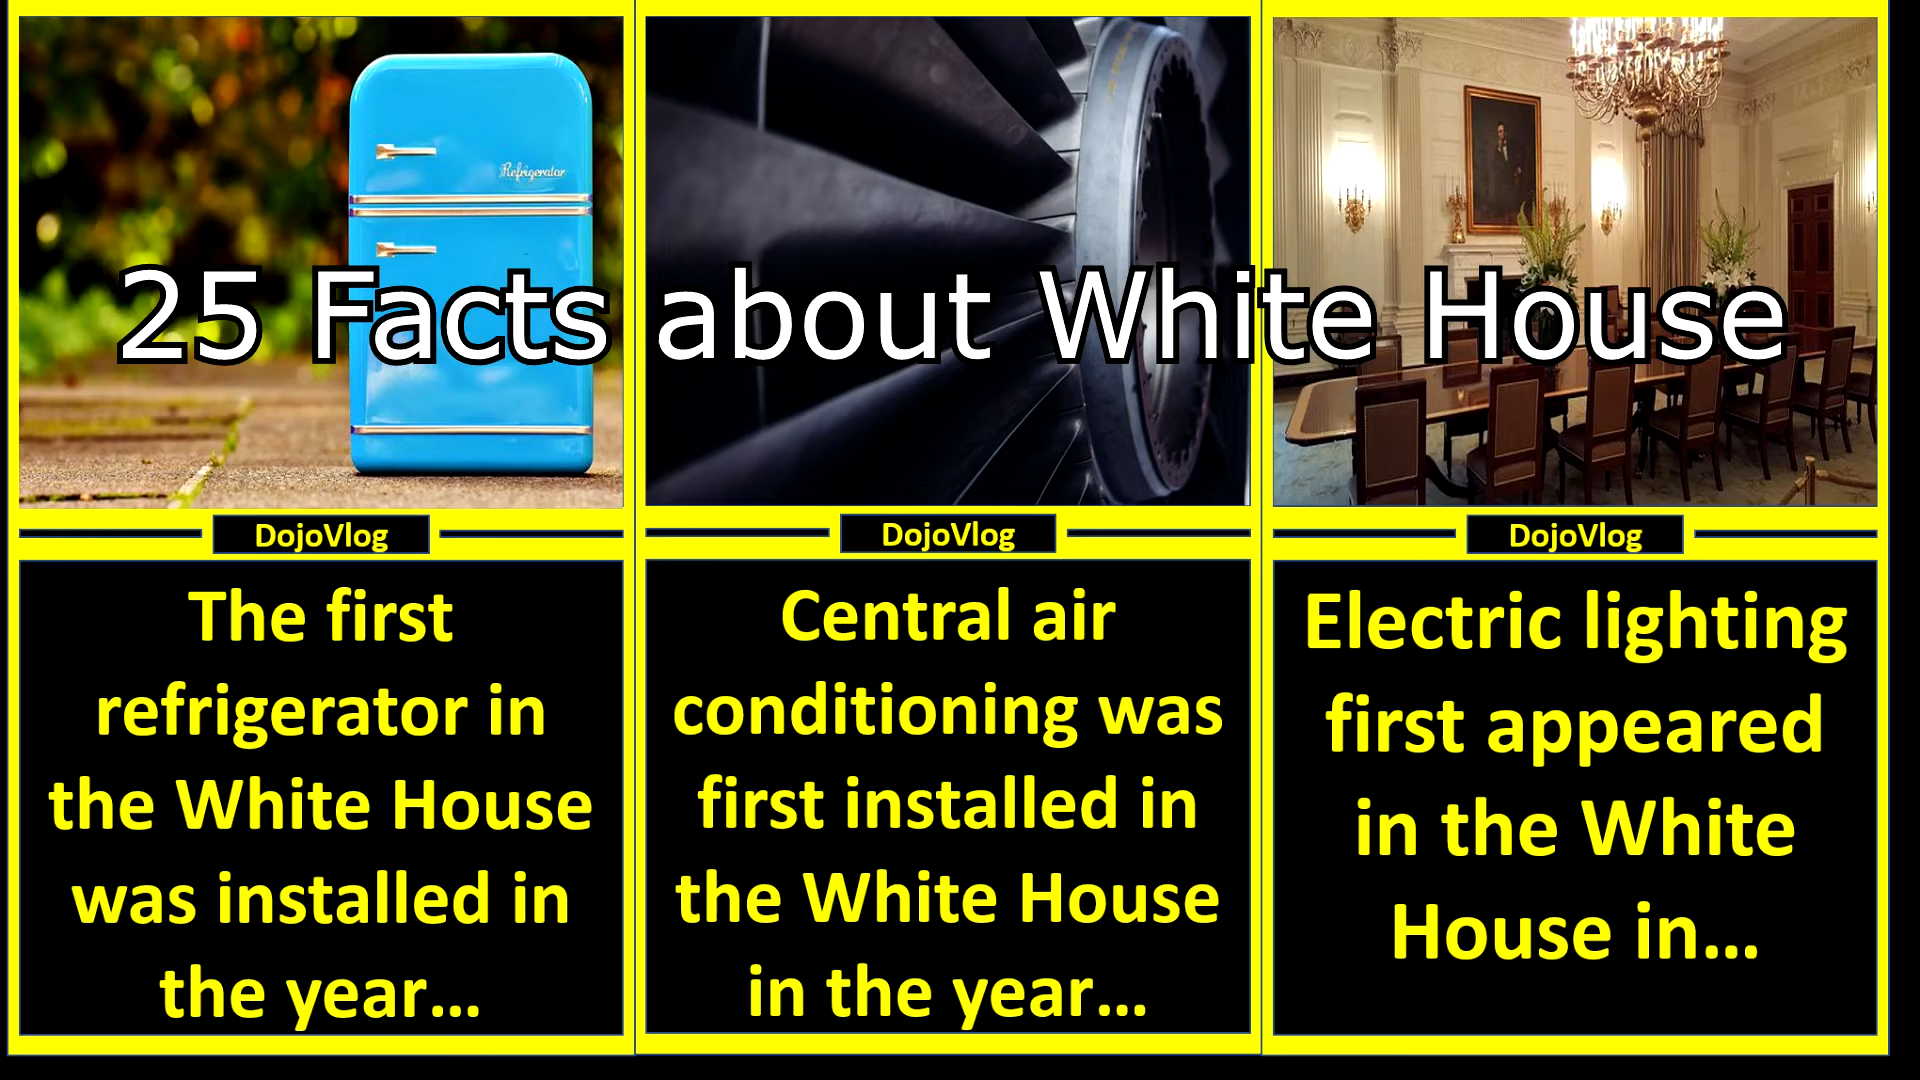 Refrigerator
25 Facts about White House
DojoVlog
The first
refrigerator in
the White House
was installed in
the year...
DojoVlog
Central air
conditioning was
first installed in
the White House
in the year...
DojoVlog
Electric lighting
first appeared
in the White
House in...